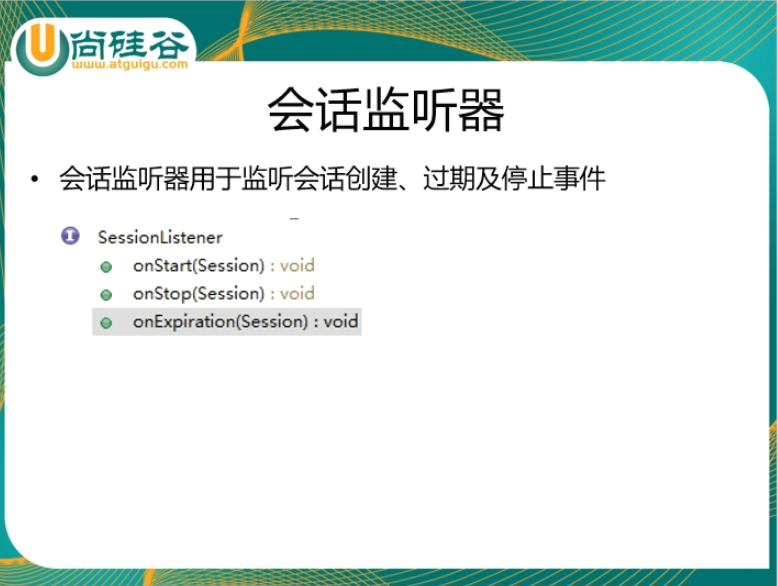 尚硅谷
www.atguigu.com
会话监听器
• 会话监听器用于监听会话创建、过期及停止事件
SessionListener
onStart(Session) : void
onStop(Session) : void
onExpiration(Session) : void